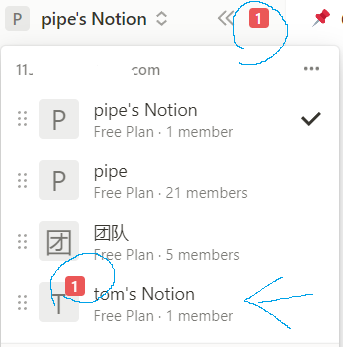 P pipe's Notion 1
11 com
P pipe's Notion
Free Plan · 1 member
P pipe
Free Plan · 21 members
团 团队
Free Plan · 5 members
T 1 tom's Notion
Free Plan · 1 member